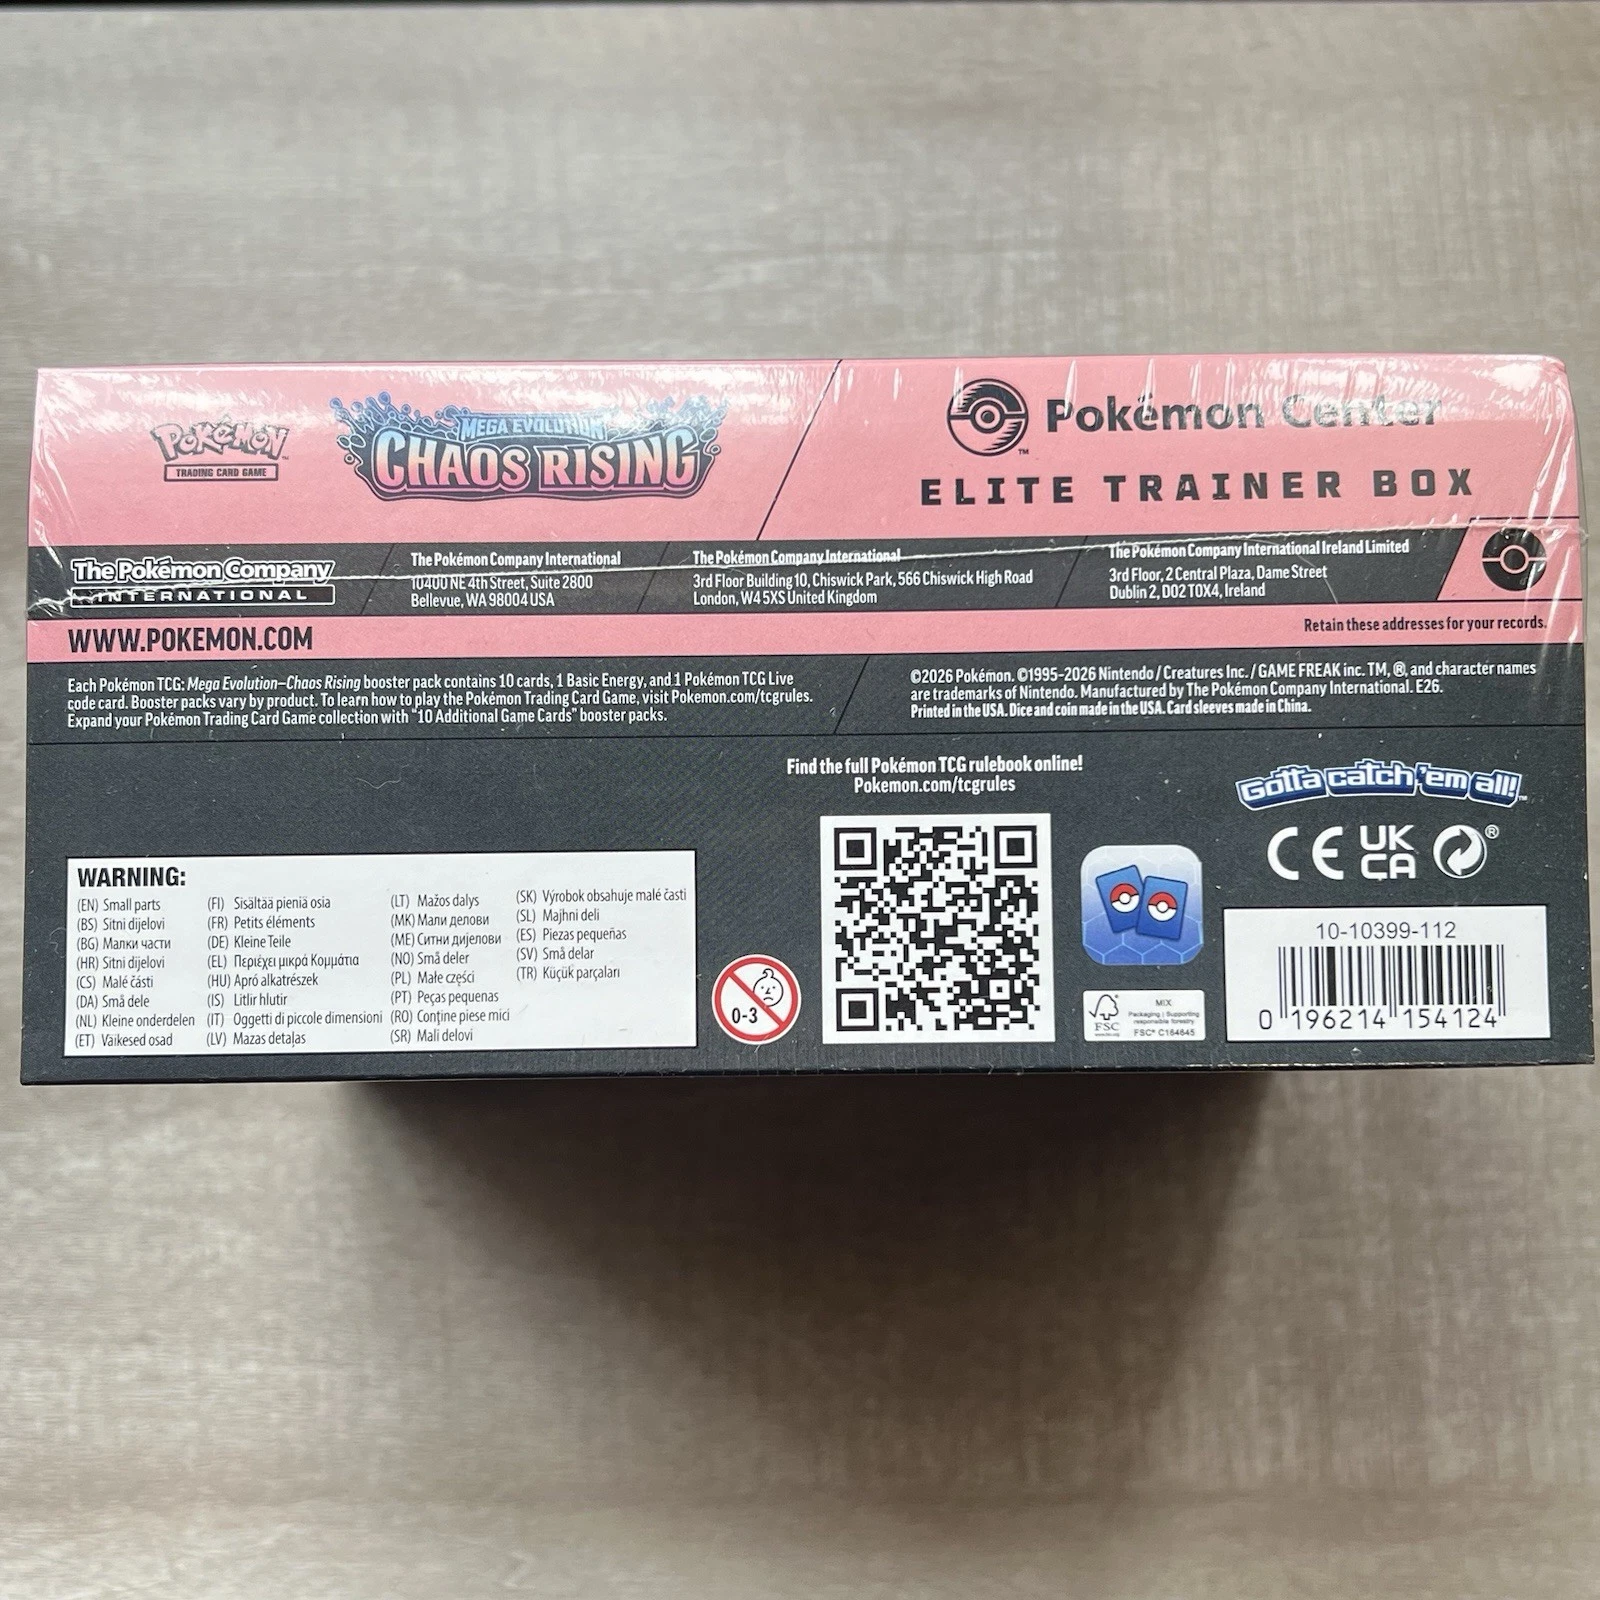 POKÉMON
TRADING CARD GAME
MEGA EVOLUTION
CHAOS RISING
Pokémon Center
ELITE TRAINER BOX
The Pokémon Company
INTERNATIONAL
The Pokémon Company International
10400 NE 4th Street, Suite 2800
Bellevue, WA 98004 USA
The Pokémon Company International
3rd Floor Building 10, Chiswick Park, 566 Chiswick High Road
London, W4 5XS United Kingdom
The Pokémon Company International Ireland Limited
3rd Floor, 2 Central Plaza, Dame Street
Dublin 2, D02 T0X4, Ireland
WWW.POKEMON.COM
Retain these addresses for your records.
Each Pokémon TCG: Mega Evolution—Chaos Rising booster pack contains 10 cards, 1 Basic Energy, and 1 Pokémon TCG Live
code card. Booster packs vary by product. To learn how to play the Pokémon Trading Card Game, visit Pokemon.com/tcgrules.
Expand your Pokémon Trading Card Game collection with "10 Additional Game Cards" booster packs.
©2026 Pokémon. ©1995-2026 Nintendo / Creatures Inc. / GAME FREAK inc. TM, ®, and character names
are trademarks of Nintendo. Manufactured by The Pokémon Company International. E26.
Printed in the USA. Dice and coin made in the USA. Card sleeves made in China.
Find the full Pokémon TCG rulebook online!
Pokemon.com/tcgrules
Gotta catch 'em all!™
CE UK CA ®
WARNING:
(EN) Small parts
(BS) Sitni dijelovi
(BG) Малки части
(HR) Sitni dijelovi
(CS) Malé části
(DA) Små dele
(NL) Kleine onderdelen
(ET) Väikesed osad
(FI) Sisältää pieniä osia
(FR) Petits éléments
(DE) Kleine Teile
(EL) Περιέχει μικρά Κομμάτια
(HU) Apró alkatrészek
(IS) Litlir hlutir
(IT) Oggetti di piccole dimensioni
(LV) Mazas detaļas
(LT) Mažos dalys
(MK) Мали делови
(ME) Ситни дијелови
(NO) Små deler
(PL) Małe części
(PT) Peças pequenas
(RO) Conține piese mici
(SR) Mali delovi
(SK) Výrobok obsahuje malé časti
(SL) Majhni deli
(ES) Piezas pequeñas
(SV) Små delar
(TR) Küçük parçaları
0-3
FSC
www.fsc.org
MIX
Packaging | Supporting
responsible forestry
FSC® C164645
10-10399-112
0 196214 154124